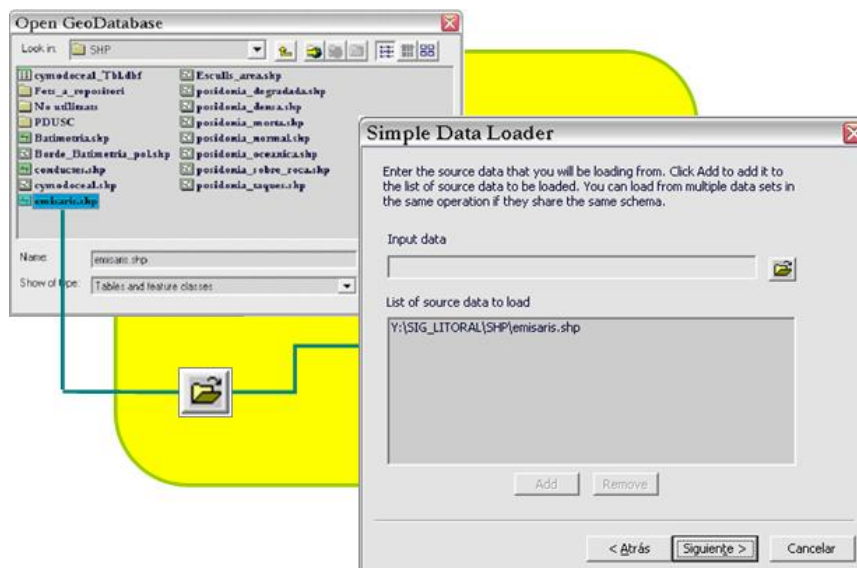 Open GeoDatabase
Look in: SHP
cymodoceal_Tbl.dbf
Fets_a_repositori
No utilitzats
PDUSC
Batimetria.shp
Borde_Batimetria_pol.shp
conductes.shp
cymodoceal.shp
emisaris.shp
Esculls_area.shp
posidonia_degradada.shp
posidonia_densa.shp
posidonia_morta.shp
posidonia_normal.shp
posidonia_oceanica.shp
posidonia_sobre_roca.shp
posidonia_taques.shp
Name: emisaris.shp
Show of type: Tables and feature classes
Simple Data Loader
Enter the source data that you will be loading from. Click Add to add it to
the list of source data to be loaded. You can load from multiple data sets in
the same operation if they share the same schema.
Input data
List of source data to load
Y:\SIG_LITORAL\SHP\emisaris.shp
Add Remove
< Atrás Siguiente > Cancelar